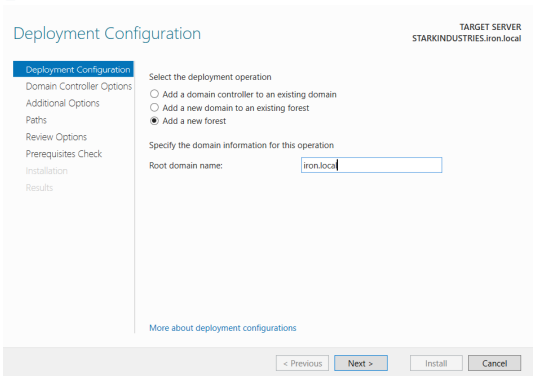 Deployment Configuration
TARGET SERVER
STARKINDUSTRIES.iron.local
Deployment Configuration
Domain Controller Options
Additional Options
Paths
Review Options
Prerequisites Check
Installation
Results
Select the deployment operation
Add a domain controller to an existing domain
Add a new domain to an existing forest
Add a new forest
Specify the domain information for this operation
Root domain name: iron.local
More about deployment configurations
< Previous Next > Install Cancel